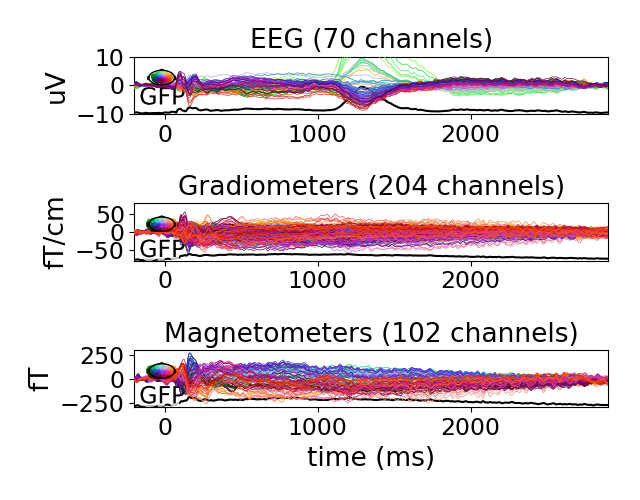 EEG (70 channels)
10
0
−10
uV
GFP
0 1000 2000
Gradiometers (204 channels)
50
0
−50
fT/cm
GFP
0 1000 2000
Magnetometers (102 channels)
250
0
−250
fT
GFP
0 1000 2000
time (ms)